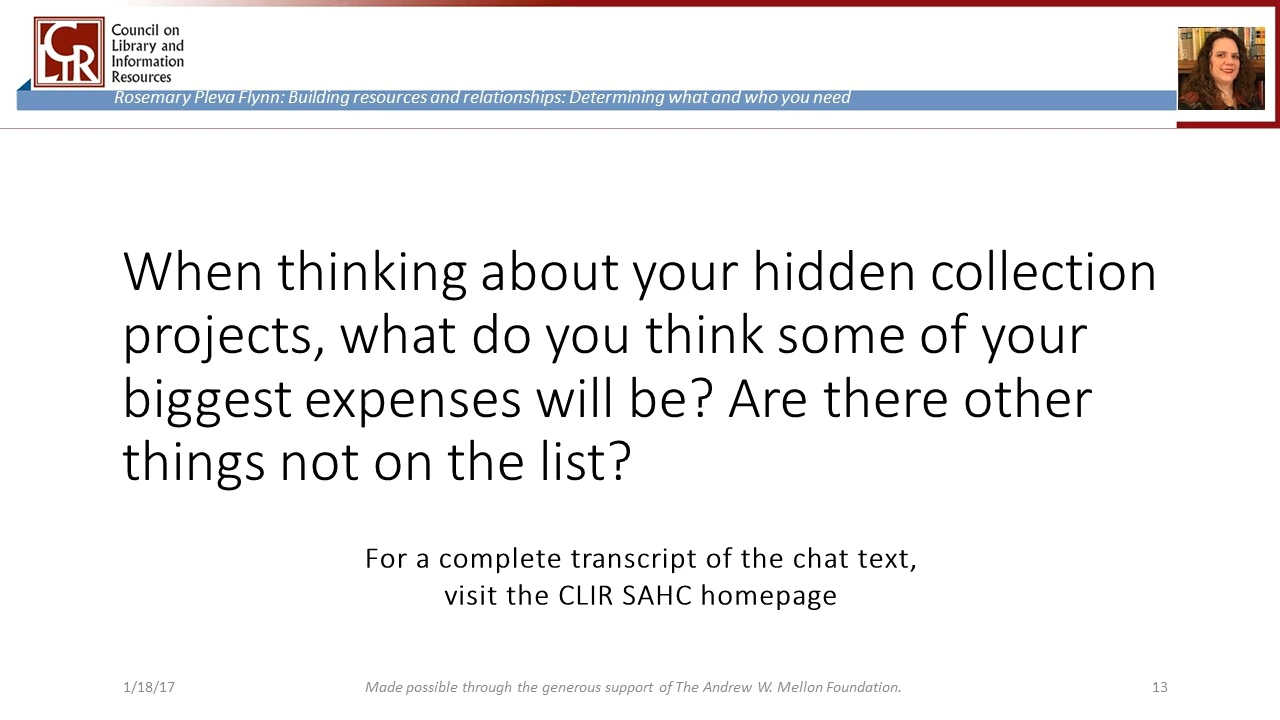 CLIR
Council on
Library and
Information
Resources
Rosemary Pleva Flynn: Building resources and relationships: Determining what and who you need
When thinking about your hidden collection
projects, what do you think some of your
biggest expenses will be? Are there other
things not on the list?
For a complete transcript of the chat text,
visit the CLIR SAHC homepage
1/18/17
Made possible through the generous support of The Andrew W. Mellon Foundation.
13